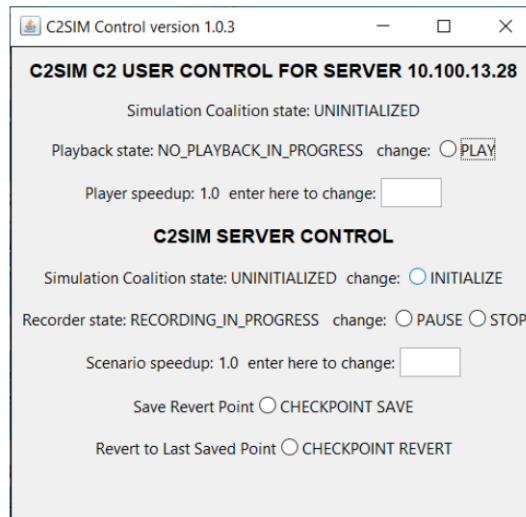 C2SIM Control version 1.0.3
C2SIM C2 USER CONTROL FOR SERVER 10.100.13.28
Simulation Coalition state: UNINITIALIZED
Playback state: NO_PLAYBACK_IN_PROGRESS change: PLAY
Player speedup: 1.0 enter here to change:
C2SIM SERVER CONTROL
Simulation Coalition state: UNINITIALIZED change: INITIALIZE
Recorder state: RECORDING_IN_PROGRESS change: PAUSE STOP
Scenario speedup: 1.0 enter here to change:
Save Revert Point CHECKPOINT SAVE
Revert to Last Saved Point CHECKPOINT REVERT